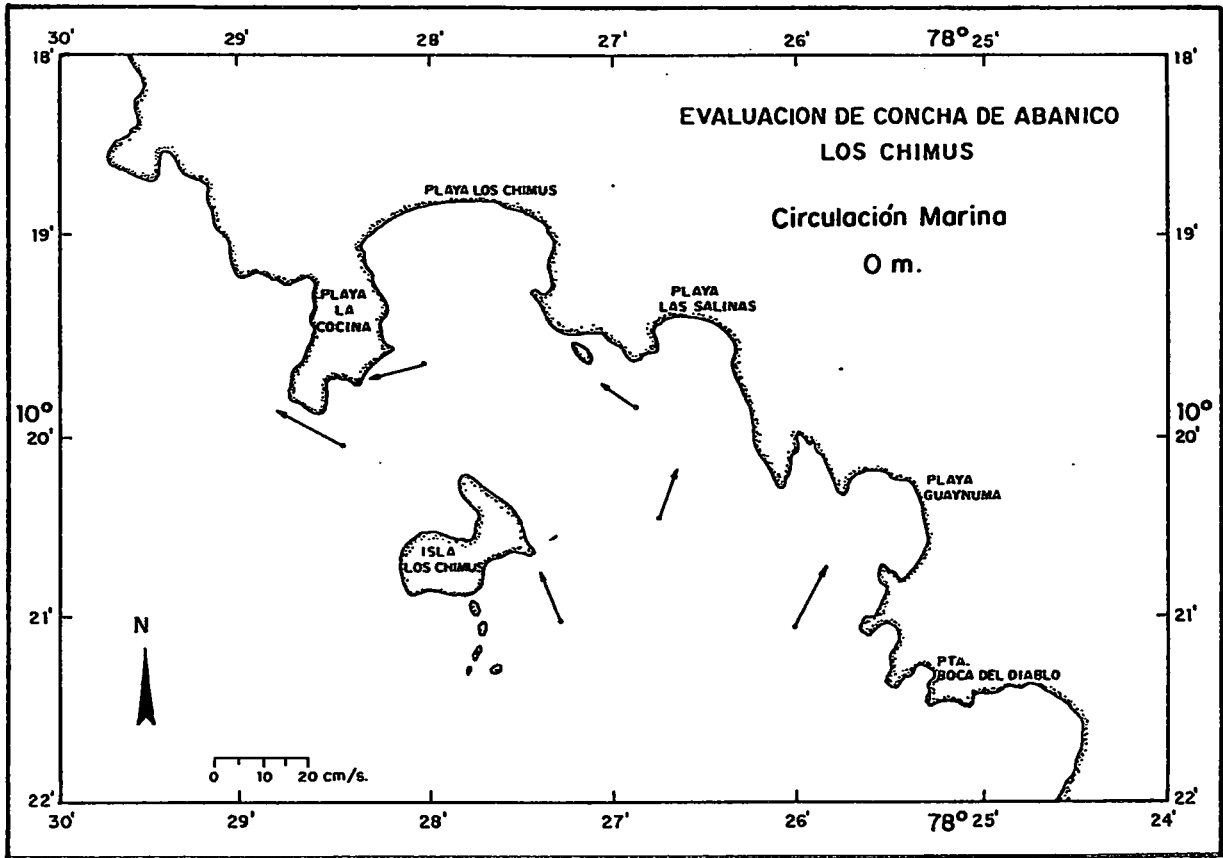 30' 29' 28' 27' 26' 78° 25'
18' 18'
EVALUACION DE CONCHA DE ABANICO
LOS CHIMUS
Circulación Marina
0 m.
PLAYA LOS CHIMUS
19' 19'
PLAYA
LA
COCINA
PLAYA
LAS SALINAS
10° 10°
20' 20'
PLAYA
GUAYNUMA
ISLA
LOS CHIMUS
21' 21'
N
PTA.
BOCA DEL DIABLO
0 10 20 cm/s.
22' 22'
30' 29' 28' 27' 26' 78° 25' 24'